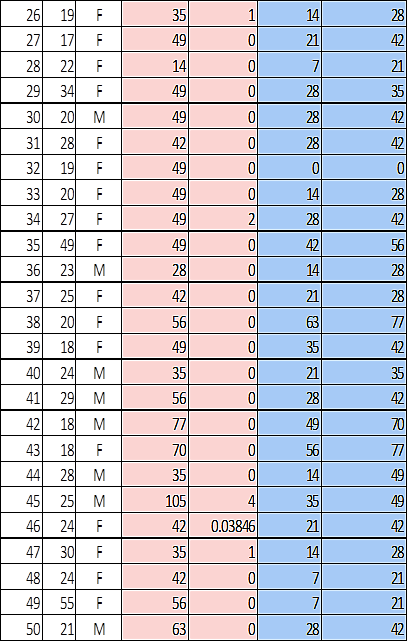 26 19 F 35 1 14 28
27 17 F 49 0 21 42
28 22 F 14 0 7 21
29 34 F 49 0 28 35
30 20 M 49 0 28 42
31 28 F 42 0 28 42
32 19 F 49 0 0 0
33 20 F 49 0 14 28
34 27 F 49 2 28 42
35 49 F 49 0 42 56
36 23 M 28 0 14 28
37 25 F 42 0 21 28
38 20 F 56 0 63 77
39 18 F 49 0 35 42
40 24 M 35 0 21 35
41 29 M 56 0 28 42
42 18 M 77 0 49 70
43 18 F 70 0 56 77
44 28 M 35 0 14 49
45 25 M 105 4 35 49
46 24 F 42 0.03846 21 42
47 30 F 35 1 14 28
48 24 F 42 0 7 21
49 55 F 56 0 7 21
50 21 M 63 0 28 42